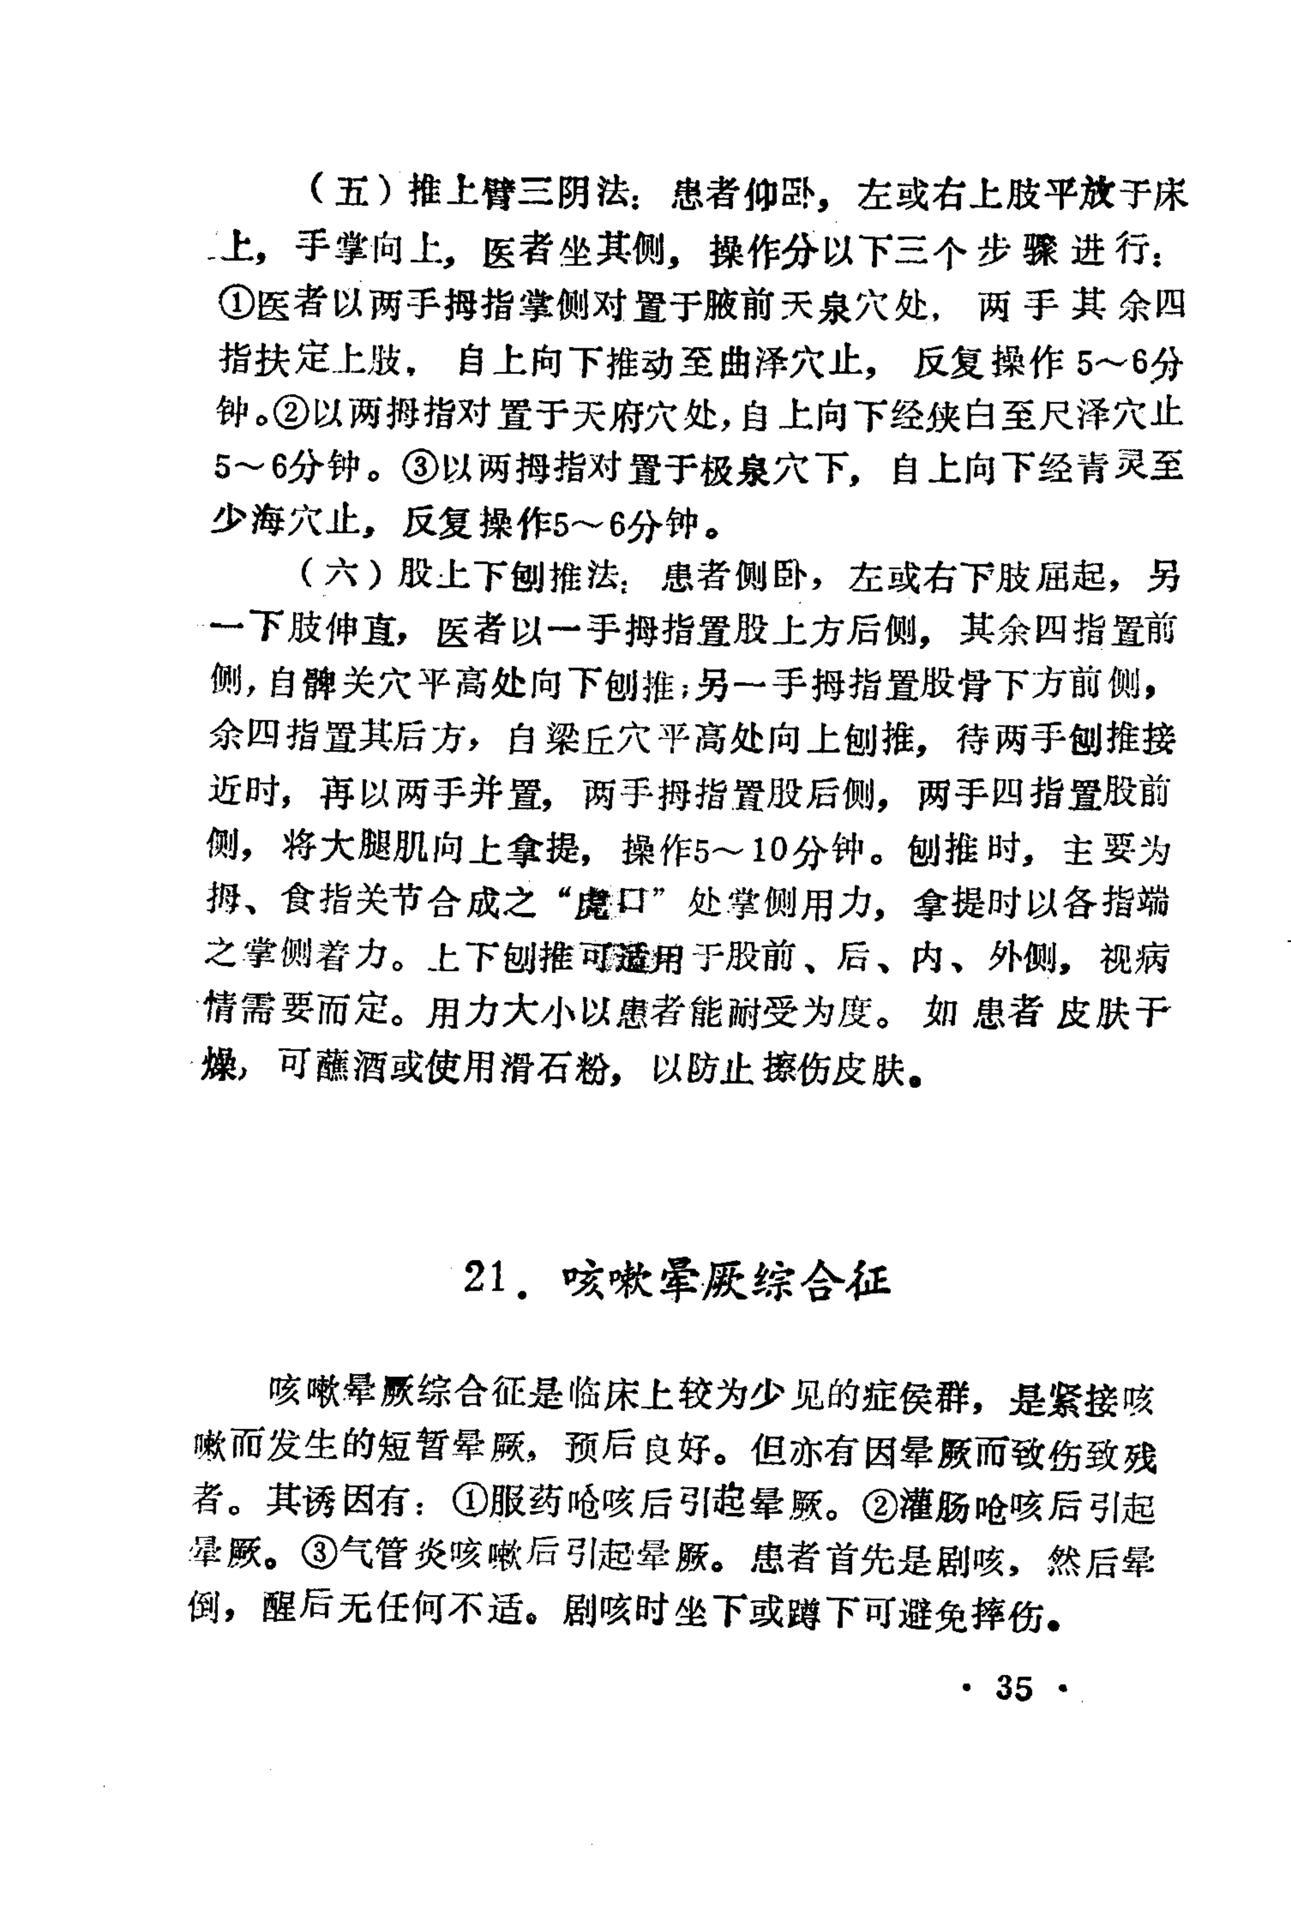 （五）推上臂三阴法：患者仰卧，左或右上肢平放于床
上，手掌向上，医者坐其侧，操作分以下三个步骤进行：
①医者以两手拇指掌侧对置于腋前天泉穴处，两手其余四
指扶定上肢，自上向下推动至曲泽穴止，反复操作5～6分
钟。②以两拇指对置于天府穴处，自上向下经侠白至尺泽穴止
5～6分钟。③以两拇指对置于极泉穴下，自上向下经青灵至
少海穴止，反复操作5～6分钟。
（六）股上下刨推法：患者侧卧，左或右下肢屈起，另
一下肢伸直，医者以一手拇指置股上方后侧，其余四指置前
侧，自髀关穴平高处向下刨推；另一手拇指置股骨下方前侧，
余四指置其后方，自梁丘穴平高处向上刨推，待两手刨推接
近时，再以两手并置，两手拇指置股后侧，两手四指置股前
侧，将大腿肌向上拿提，操作5～10分钟。刨推时，主要为
拇、食指关节合成之“虎口”处掌侧用力，拿提时以各指端
之掌侧着力。上下刨推可适用于股前、后、内、外侧，视病
情需要而定。用力大小以患者能耐受为度。如患者皮肤干
燥，可蘸酒或使用滑石粉，以防止擦伤皮肤。
21．咳嗽晕厥综合征
咳嗽晕厥综合征是临床上较为少见的症侯群，是紧接咳
嗽而发生的短暂晕厥，预后良好。但亦有因晕厥而致伤致残
者。其诱因有：①服药呛咳后引起晕厥。②灌肠呛咳后引起
晕厥。③气管炎咳嗽后引起晕厥。患者首先是剧咳，然后晕
倒，醒后无任何不适。剧咳时坐下或蹲下可避免摔伤。
· 35 ·